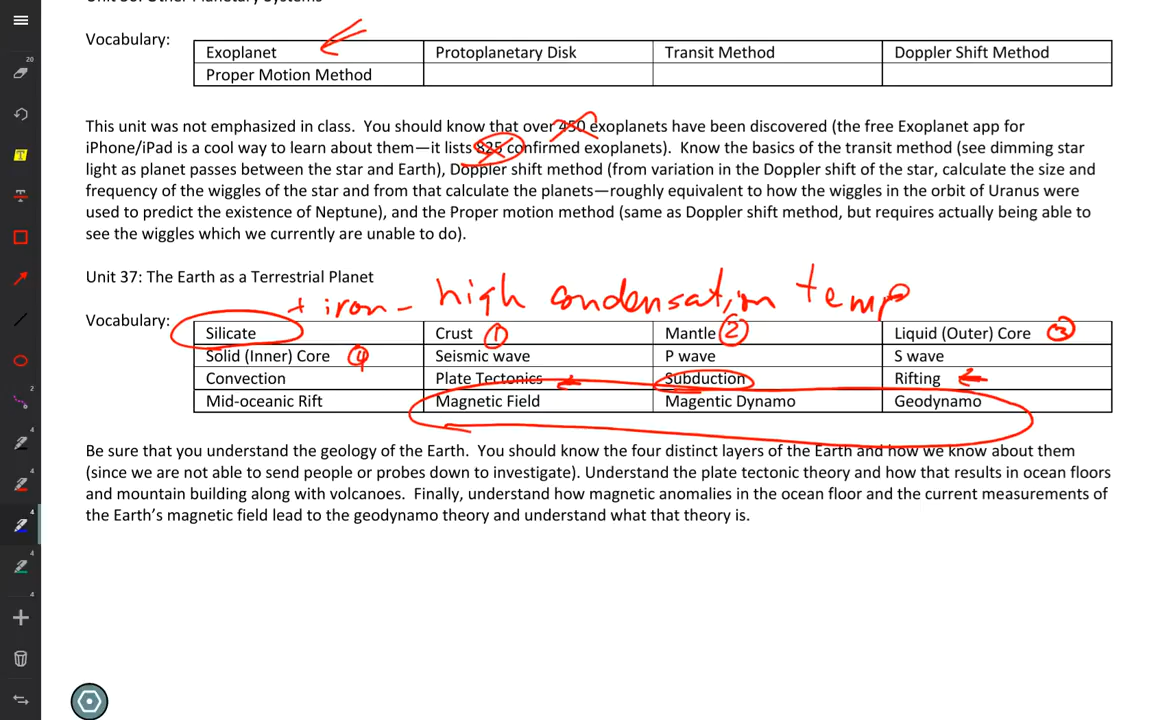 Vocabulary:
Exoplanet Protoplanetary Disk Transit Method Doppler Shift Method
Proper Motion Method
This unit was not emphasized in class. You should know that over 450 exoplanets have been discovered (the free Exoplanet app for
iPhone/iPad is a cool way to learn about them—it lists 825 confirmed exoplanets). Know the basics of the transit method (see dimming star
light as planet passes between the star and Earth), Doppler shift method (from variation in the Doppler shift of the star, calculate the size and
frequency of the wiggles of the star and from that calculate the planets—roughly equivalent to how the wiggles in the orbit of Uranus were
used to predict the existence of Neptune), and the Proper motion method (same as Doppler shift method, but requires actually being able to
see the wiggles which we currently are unable to do).
Unit 37: The Earth as a Terrestrial Planet
+ iron - high condensation temp
Vocabulary:
Silicate Crust ① Mantle ② Liquid (Outer) Core ③
Solid (Inner) Core ④ Seismic wave P wave S wave
Convection Plate Tectonics Subduction Rifting
Mid-oceanic Rift Magnetic Field Magentic Dynamo Geodynamo
Be sure that you understand the geology of the Earth. You should know the four distinct layers of the Earth and how we know about them
(since we are not able to send people or probes down to investigate). Understand the plate tectonic theory and how that results in ocean floors
and mountain building along with volcanoes. Finally, understand how magnetic anomalies in the ocean floor and the current measurements of
the Earth's magnetic field lead to the geodynamo theory and understand what that theory is.